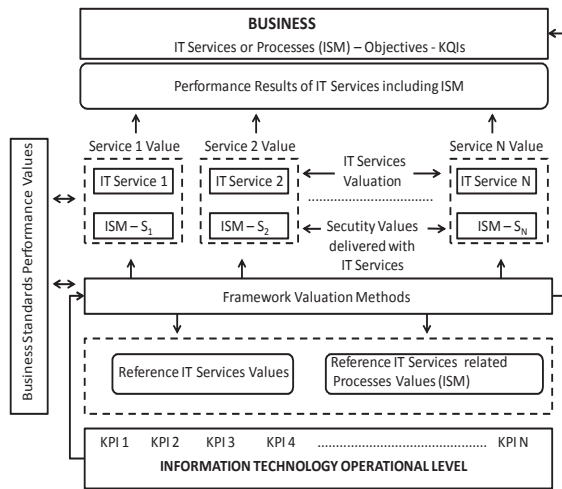 BUSINESS
IT Services or Processes (ISM) – Objectives - KQIs
Performance Results of IT Services including ISM
Service 1 Value
Service 2 Value
Service N Value
IT Service 1
IT Service 2
IT Services
Valuation
IT Service N
ISM – S1
ISM – S2
Secutity Values
delivered with
IT Services
ISM – SN
Business Standards Performance Values
Framework Valuation Methods
Reference IT Services Values
Reference IT Services related
Processes Values (ISM)
KPI 1 KPI 2 KPI 3 KPI 4 ........................................ KPI N
INFORMATION TECHNOLOGY OPERATIONAL LEVEL